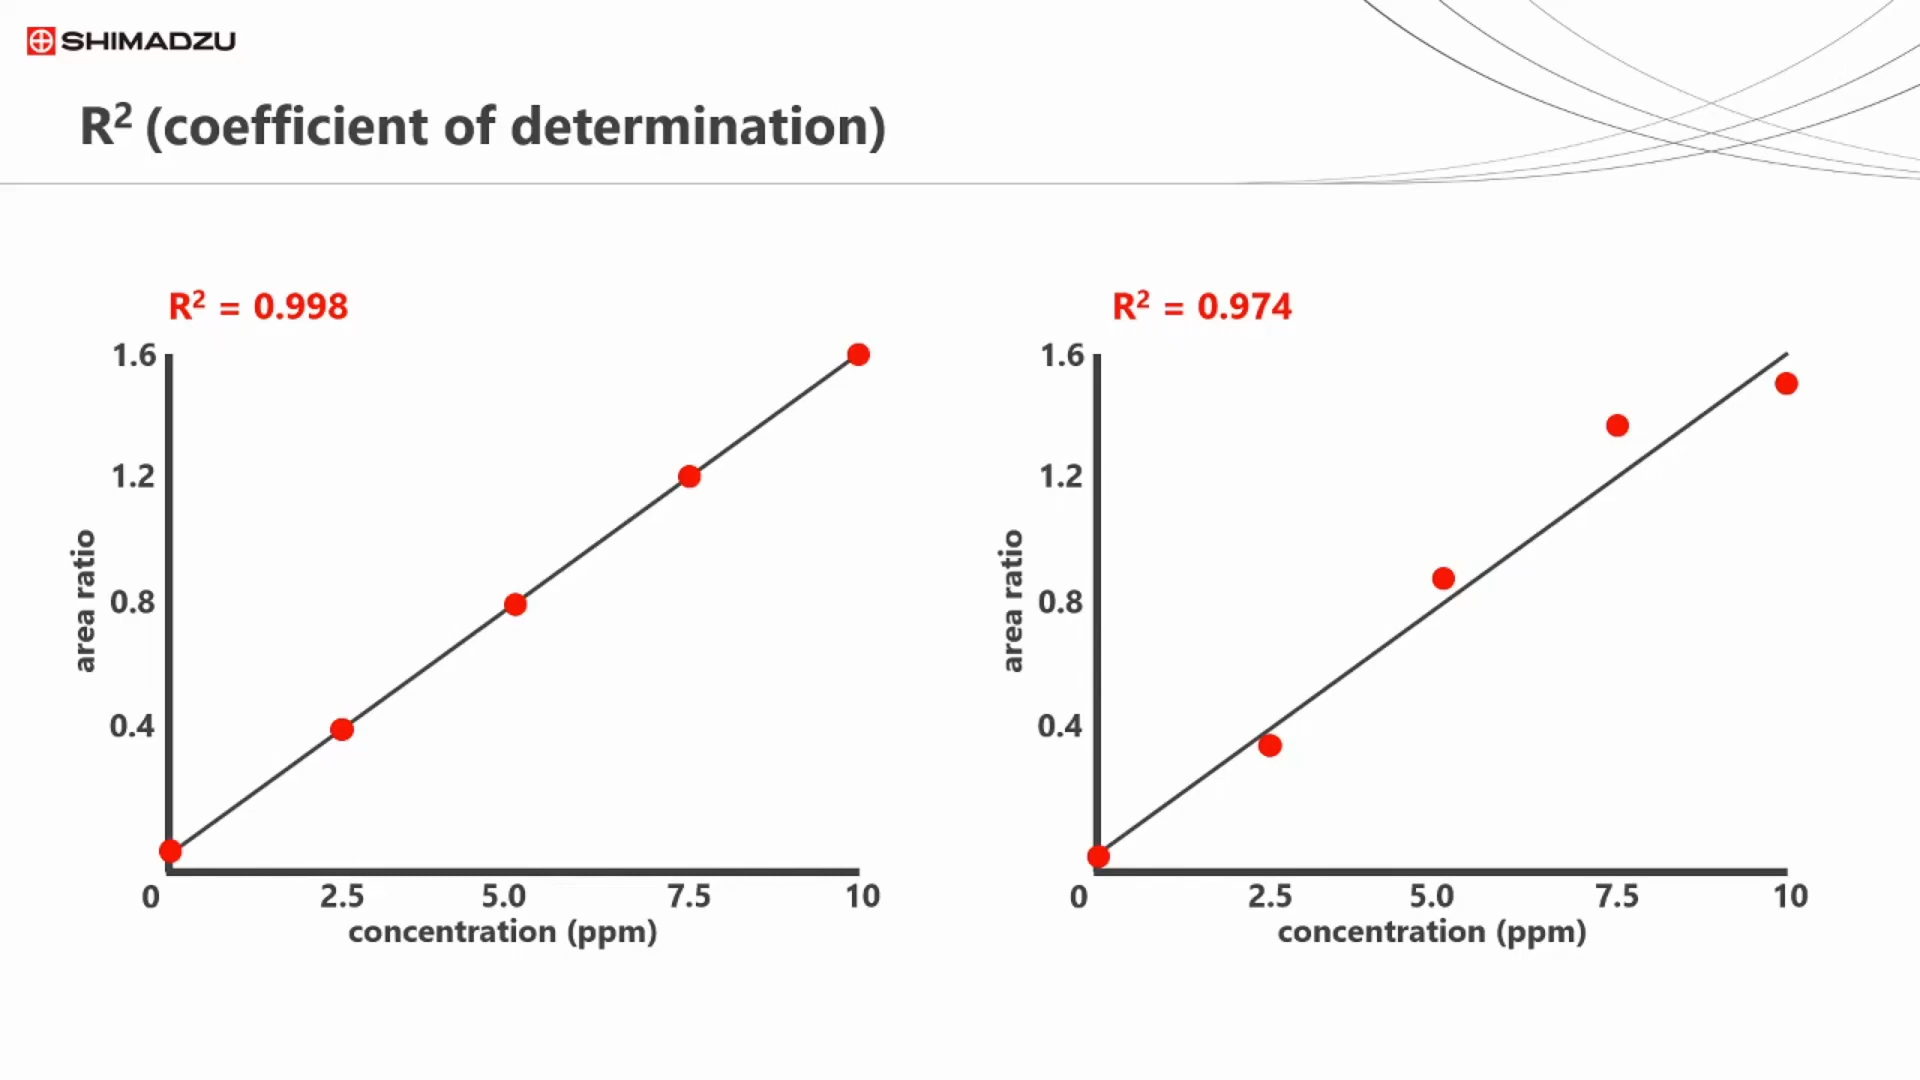 SHIMADZU
R² (coefficient of determination)
R² = 0.998
1.6
1.2
0.8
0.4
area ratio
0 2.5 5.0 7.5 10
concentration (ppm)
R² = 0.974
1.6
1.2
0.8
0.4
area ratio
0 2.5 5.0 7.5 10
concentration (ppm)